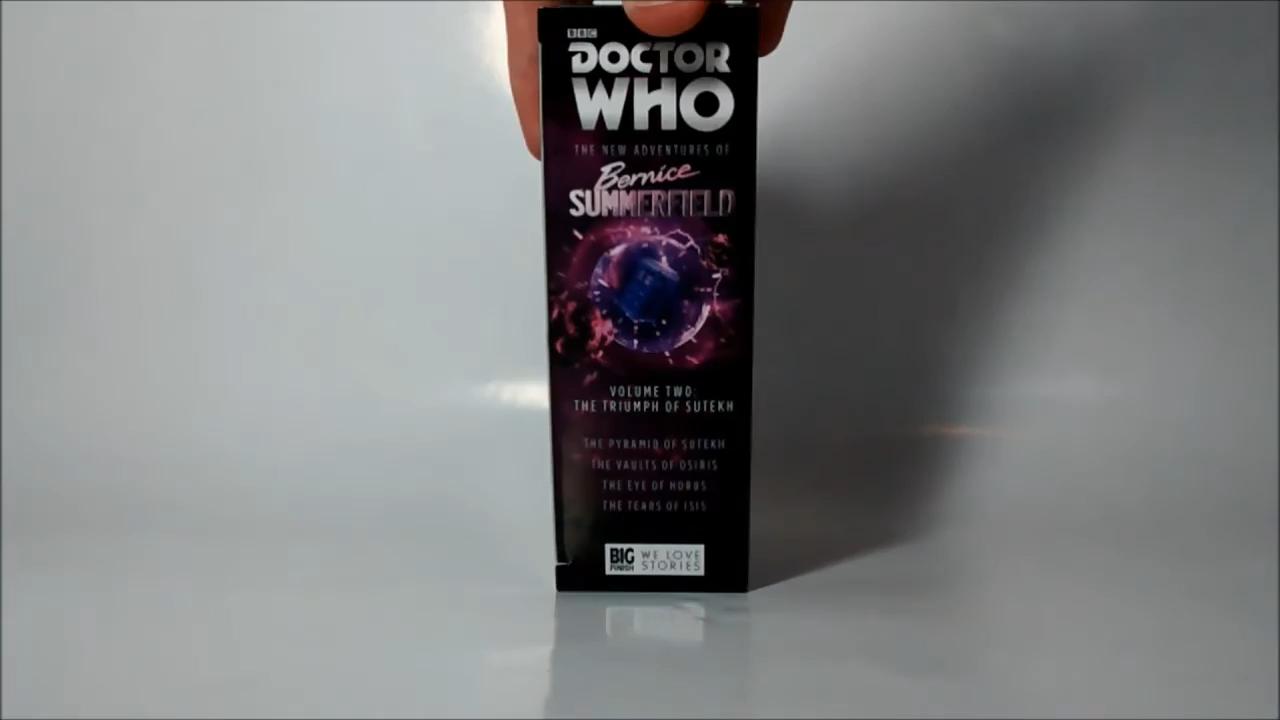 BBC
DOCTOR
WHO
THE NEW ADVENTURES OF
Bernice
SUMMERFIELD
VOLUME TWO:
THE TRIUMPH OF SUTEKH
THE PYRAMID OF SUTEKH
THE VAULTS OF OSIRIS
THE EYE OF HORUS
THE TEARS OF ISIS
BIG FINISH
WE LOVE STORIES